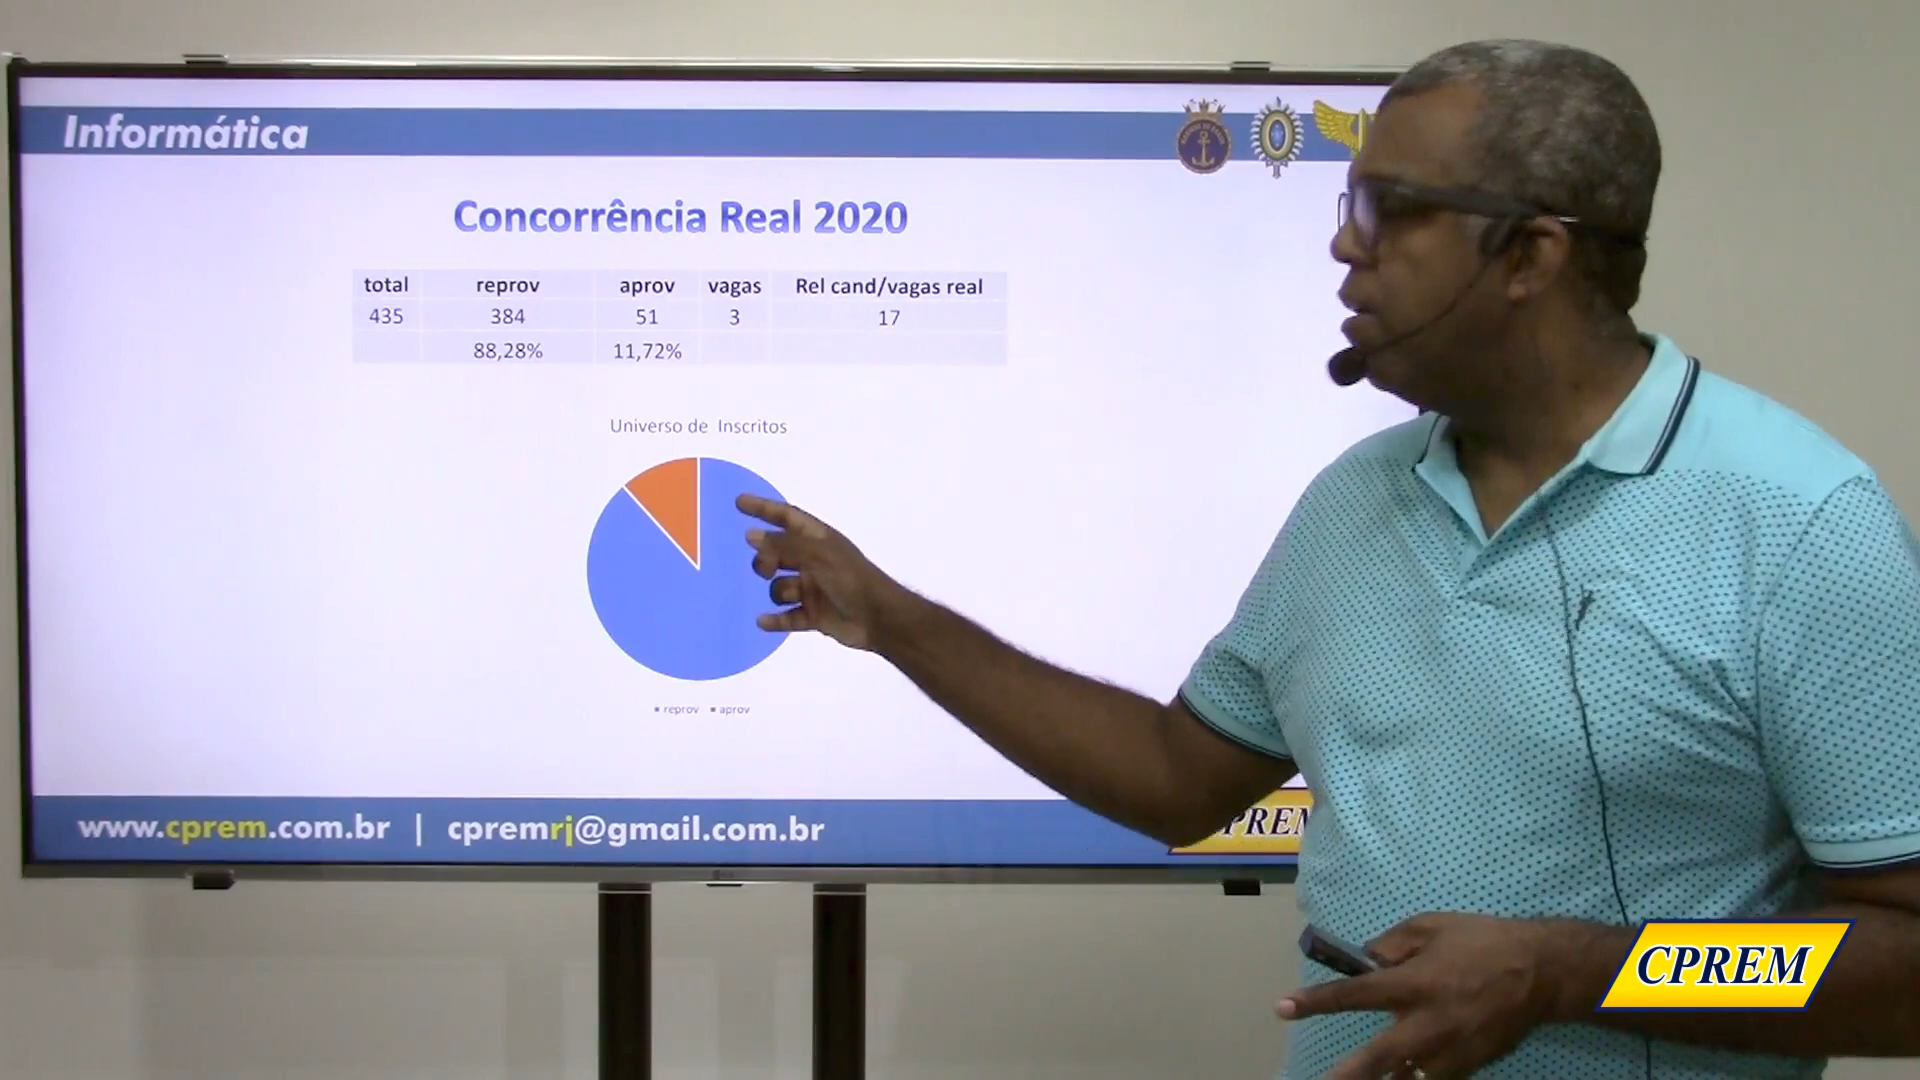 Informática
Concorrência Real 2020
total reprov aprov vagas Rel cand/vagas real
435 384 51 3 17
88,28% 11,72%
Universo de Inscritos
reprov aprov
www.cprem.com.br | cpremrj@gmail.com.br
CPREM